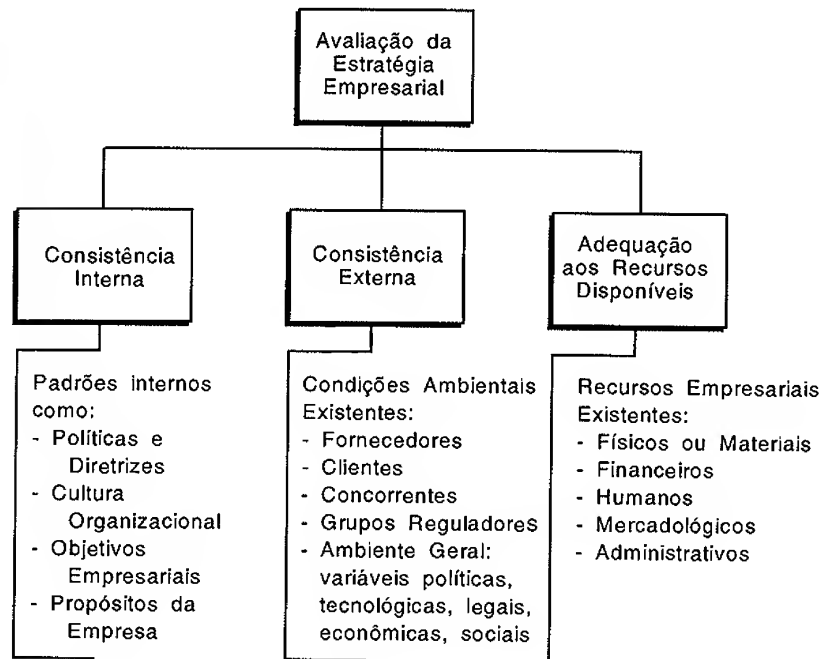 Avaliação da
Estratégia
Empresarial
Consistência
Interna
Consistência
Externa
Adequação
aos Recursos
Disponíveis
Padrões internos
como:
- Políticas e
Diretrizes
- Cultura
Organizacional
- Objetivos
Empresariais
- Propósitos da
Empresa
Condições Ambientais
Existentes:
- Fornecedores
- Clientes
- Concorrentes
- Grupos Reguladores
- Ambiente Geral:
variáveis políticas,
tecnológicas, legais,
econômicas, sociais
Recursos Empresariais
Existentes:
- Físicos ou Materiais
- Financeiros
- Humanos
- Mercadológicos
- Administrativos